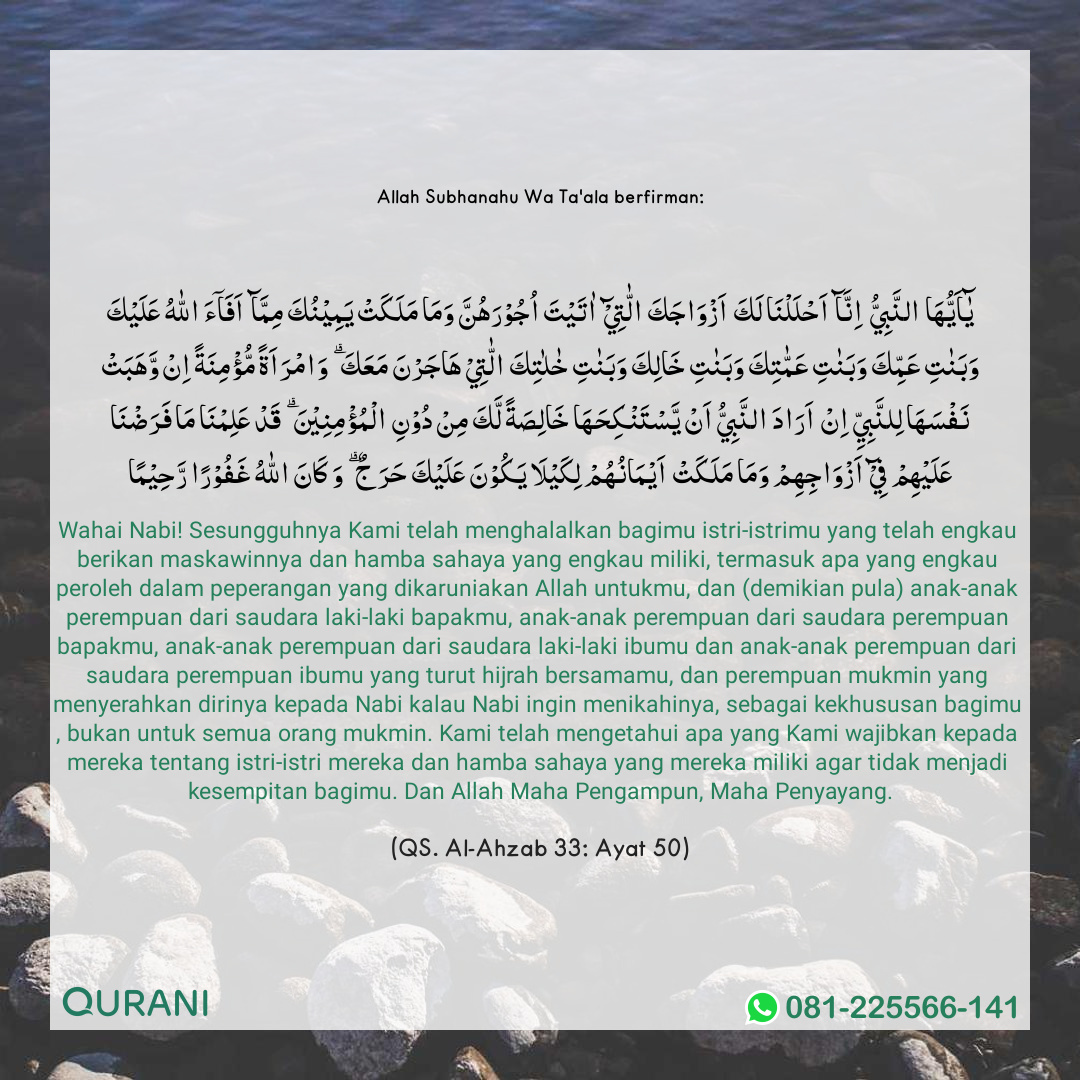 Allah Subhanahu Wa Ta'ala berfirman:
يٰٓاَيُّهَا النَّبِيُّ اِنَّآ اَحْلَلْنَا لَكَ اَزْوَاجَكَ الّٰتِيْٓ اٰتَيْتَ اُجُوْرَهُنَّ وَمَا مَلَكَتْ يَمِيْنُكَ مِمَّآ اَفَاۤءَ اللّٰهُ عَلَيْكَ
وَبَنٰتِ عَمِّكَ وَبَنٰتِ عَمّٰتِكَ وَبَنٰتِ خَالِكَ وَبَنٰتِ خٰلٰتِكَ الّٰتِيْ هَاجَرْنَ مَعَكَۗ وَامْرَاَةً مُّؤْمِنَةً اِنْ وَّهَبَتْ
نَفْسَهَا لِلنَّبِيِّ اِنْ اَرَادَ النَّبِيُّ اَنْ يَّسْتَنْكِحَهَا خَالِصَةً لَّكَ مِنْ دُوْنِ الْمُؤْمِنِيْنَۗ قَدْ عَلِمْنَا مَا فَرَضْنَا
عَلَيْهِمْ فِيْٓ اَزْوَاجِهِمْ وَمَا مَلَكَتْ اَيْمَانُهُمْ لِكَيْلَا يَكُوْنَ عَلَيْكَ حَرَجٌۗ وَكَانَ اللّٰهُ غَفُوْرًا رَّحِيْمًا
Wahai Nabi! Sesungguhnya Kami telah menghalalkan bagimu istri-istrimu yang telah engkau
berikan maskawinnya dan hamba sahaya yang engkau miliki, termasuk apa yang engkau
peroleh dalam peperangan yang dikaruniakan Allah untukmu, dan (demikian pula) anak-anak
perempuan dari saudara laki-laki bapakmu, anak-anak perempuan dari saudara perempuan
bapakmu, anak-anak perempuan dari saudara laki-laki ibumu dan anak-anak perempuan dari
saudara perempuan ibumu yang turut hijrah bersamamu, dan perempuan mukmin yang
menyerahkan dirinya kepada Nabi kalau Nabi ingin menikahinya, sebagai kekhususan bagimu
, bukan untuk semua orang mukmin. Kami telah mengetahui apa yang Kami wajibkan kepada
mereka tentang istri-istri mereka dan hamba sahaya yang mereka miliki agar tidak menjadi
kesempitan bagimu. Dan Allah Maha Pengampun, Maha Penyayang.
(QS. Al-Ahzab 33: Ayat 50)
QURANI
081-225566-141